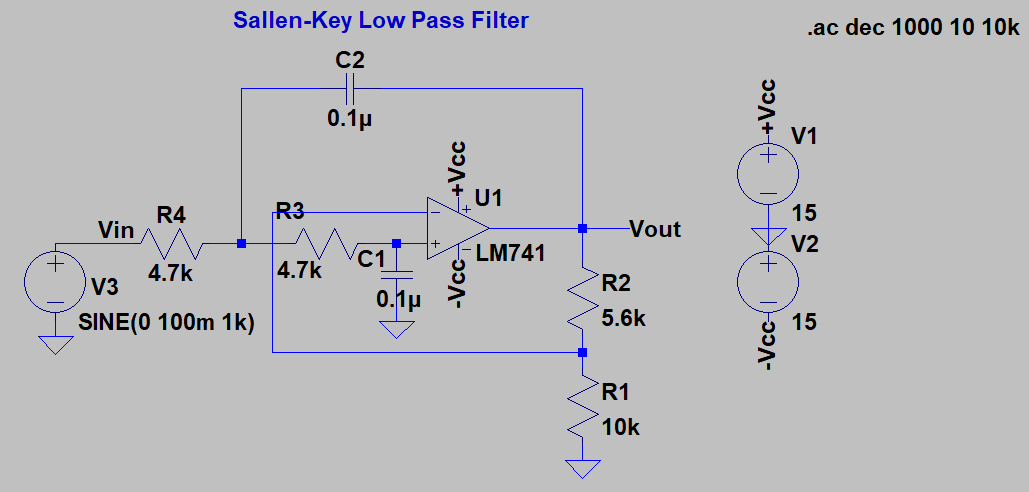 Sallen-Key Low Pass Filter
.ac dec 1000 10 10k
C2
0.1µ
+Vcc
V1
15
+Vcc
U1
LM741
-Vcc
R3
4.7k
R4
4.7k
Vin
C1
0.1µ
Vout
V2
15
-Vcc
V3
SINE(0 100m 1k)
R2
5.6k
R1
10k